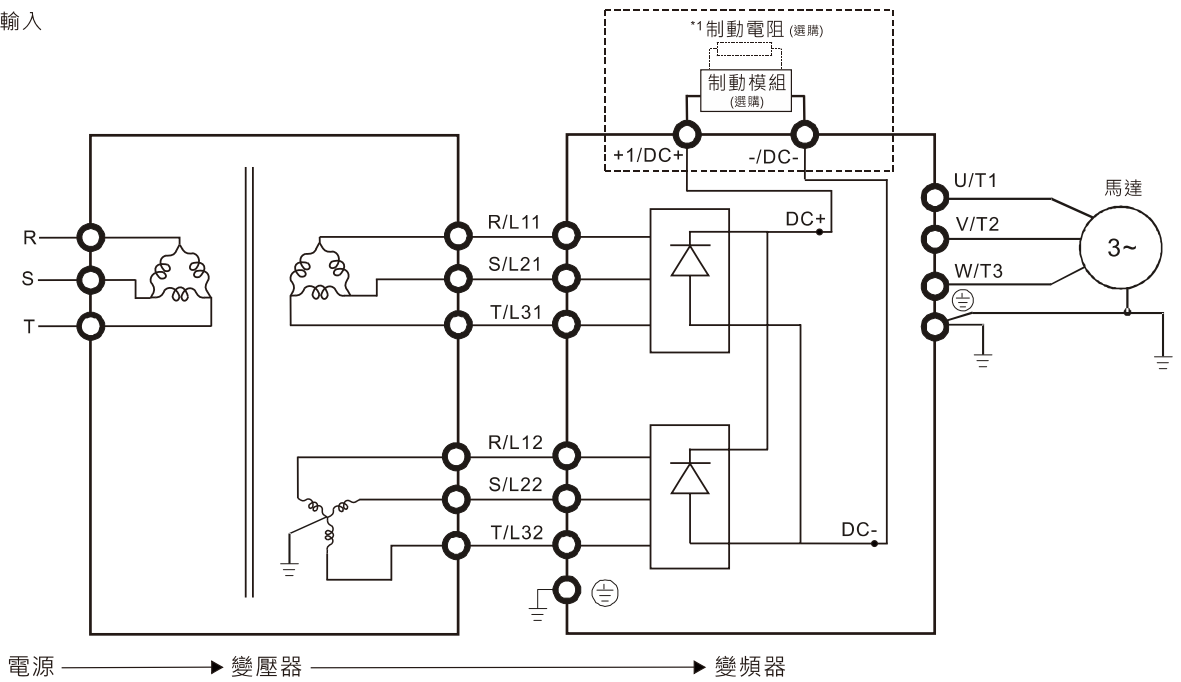 輸入
*1制動電阻 (選購)
制動模組
(選購)
+1/DC+
-/DC-
R
S
T
R/L11
S/L21
T/L31
R/L12
S/L22
T/L32
DC+
DC-
U/T1
V/T2
W/T3
馬達
3~
電源
變壓器
變頻器